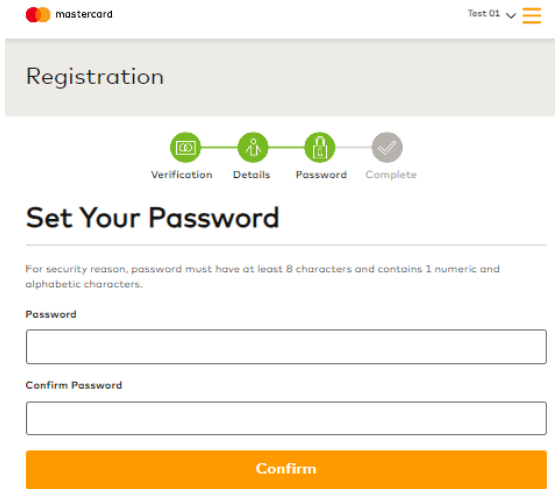 mastercard.
Test 01
Registration
Verification Details Password Complete
Set Your Password
For security reason, password must have at least 8 characters and contains 1 numeric and
alphabetic characters.
Password
Confirm Password
Confirm